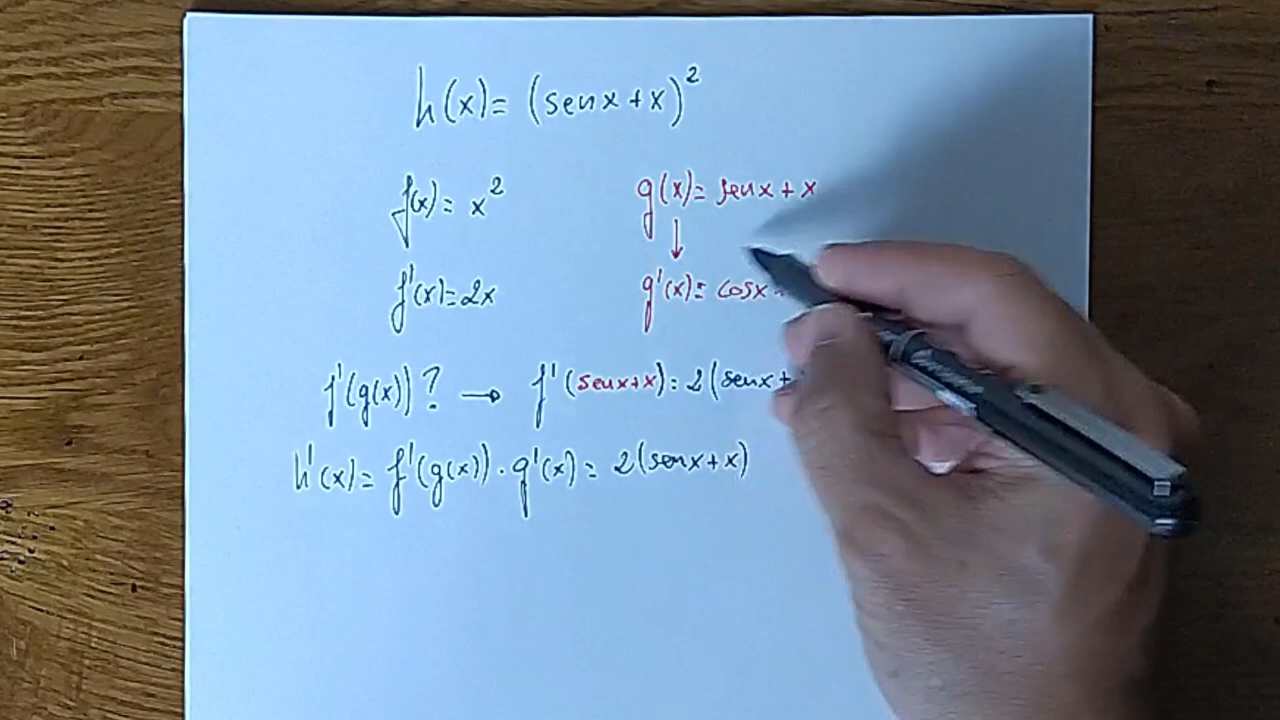 h(x)= (senx+x)²
f(x)= x² g(x)= senx+x
↓
f'(x)=2x g'(x)= cosx
f'(g(x))? → f'(senx+x)=2(senx+
h'(x)= f'(g(x))·g'(x)= 2(senx+x)